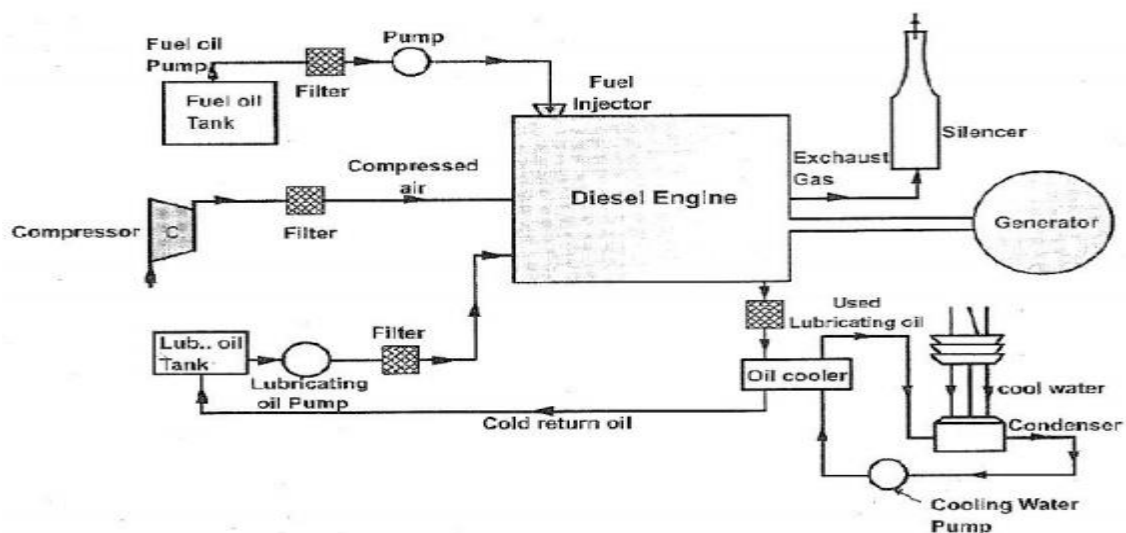 Fuel oil
Pump
Fuel oil
Tank
Filter
Pump
Fuel
Injector
Compressor
C
Filter
Compressed
air
Diesel Engine
Exchaust
Gas
Silencer
Generator
Lub.. oil
Tank
Lubricating
oil Pump
Filter
Cold return oil
Used
Lubricating oil
Oil cooler
cool water
Condenser
Cooling Water
Pump